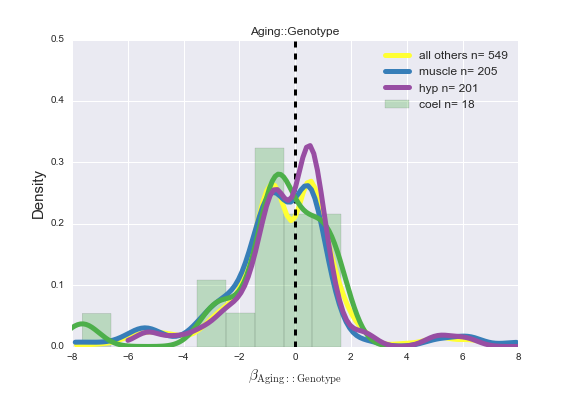 Aging::Genotype
0.5
0.4
0.3
0.2
0.1
0.0
Density
all others n= 549
muscle n= 205
hyp n= 201
coel n= 18
−8 −6 −4 −2 0 2 4 6 8
βAging::Genotype